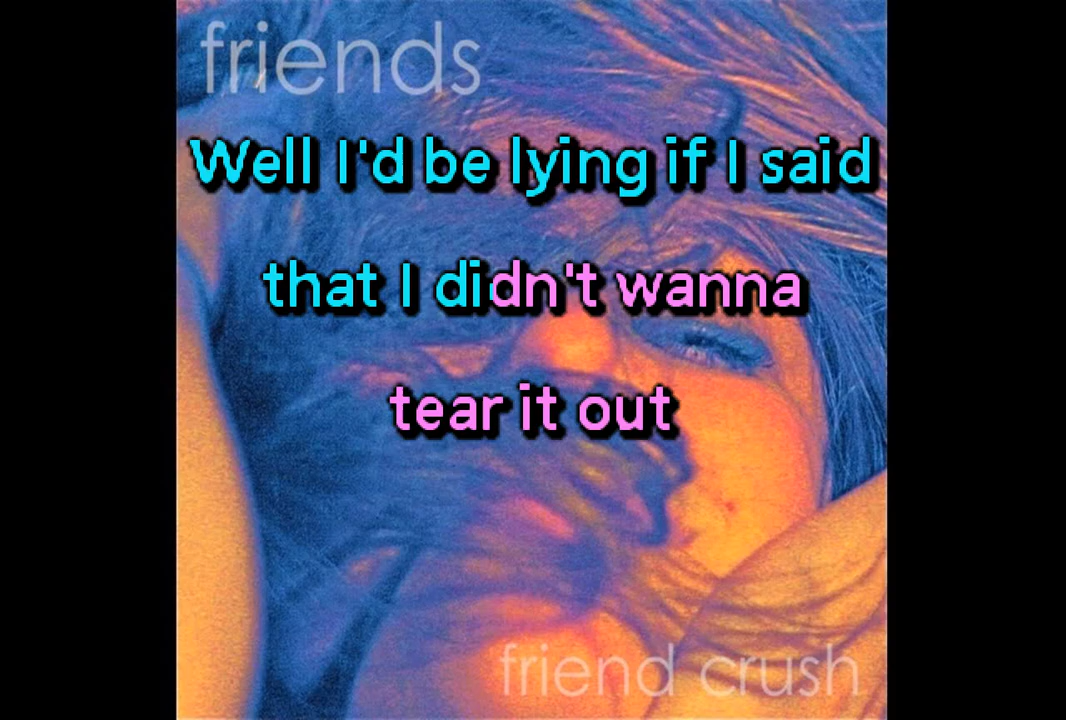 friends
Well I'd be lying if I said
that I didn't wanna
tear it out
friend crush